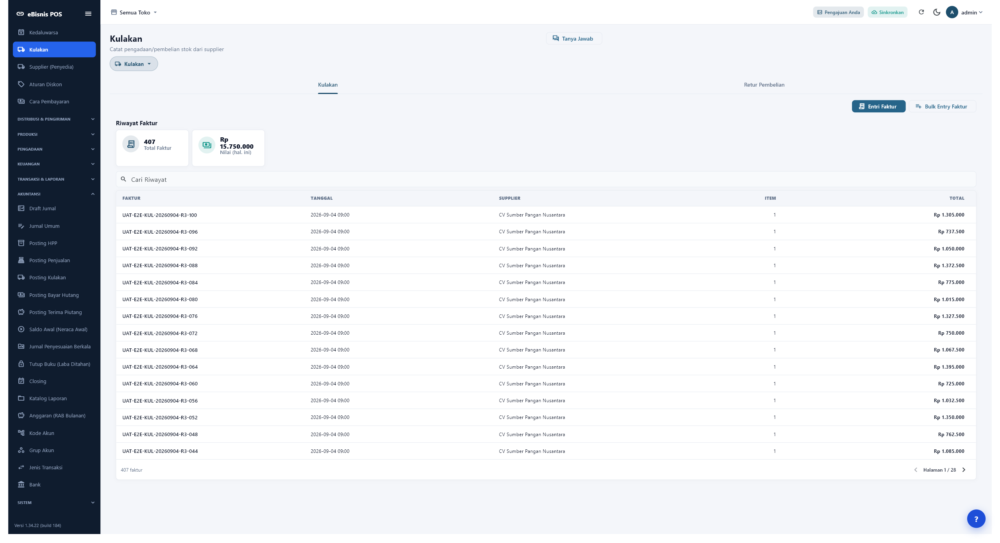 eBisnis POS
Kedaluwarsa
Kulakan
Supplier (Penyedia)
Aturan Diskon
Cara Pembayaran
DISTRIBUSI & PENGIRIMAN
PRODUKSI
PENGADAAN
KEUANGAN
TRANSAKSI & LAPORAN
AKUNTANSI
Draft Jurnal
Jurnal Umum
Posting HPP
Posting Penjualan
Posting Kulakan
Posting Bayar Hutang
Posting Terima Piutang
Saldo Awal (Neraca Awal)
Jurnal Penyesuaian Berkala
Tutup Buku (Laba Ditahan)
Closing
Katalog Laporan
Anggaran (RAB Bulanan)
Kode Akun
Grup Akun
Jenis Transaksi
Bank
SISTEM
Versi 1.34.22 (build 184)
Semua Toko
Pengajuan Anda
Sinkronkan
A admin
Kulakan
Tanya Jawab
Catat pengadaan/pembelian stok dari supplier
Kulakan
Kulakan Retur Pembelian
Entri Faktur Bulk Entry Faktur
Riwayat Faktur
407
Total Faktur
Rp
15.750.000
Nilai (hal. ini)
Cari Riwayat
FAKTUR TANGGAL SUPPLIER ITEM TOTAL
UAT-E2E-KUL-20260904-R3-100 2026-09-04 09:00 CV Sumber Pangan Nusantara 1 Rp 1.305.000
UAT-E2E-KUL-20260904-R3-096 2026-09-04 09:00 CV Sumber Pangan Nusantara 1 Rp 737.500
UAT-E2E-KUL-20260904-R3-092 2026-09-04 09:00 CV Sumber Pangan Nusantara 1 Rp 1.050.000
UAT-E2E-KUL-20260904-R3-088 2026-09-04 09:00 CV Sumber Pangan Nusantara 1 Rp 1.372.500
UAT-E2E-KUL-20260904-R3-084 2026-09-04 09:00 CV Sumber Pangan Nusantara 1 Rp 775.000
UAT-E2E-KUL-20260904-R3-080 2026-09-04 09:00 CV Sumber Pangan Nusantara 1 Rp 1.015.000
UAT-E2E-KUL-20260904-R3-076 2026-09-04 09:00 CV Sumber Pangan Nusantara 1 Rp 1.327.500
UAT-E2E-KUL-20260904-R3-072 2026-09-04 09:00 CV Sumber Pangan Nusantara 1 Rp 750.000
UAT-E2E-KUL-20260904-R3-068 2026-09-04 09:00 CV Sumber Pangan Nusantara 1 Rp 1.067.500
UAT-E2E-KUL-20260904-R3-064 2026-09-04 09:00 CV Sumber Pangan Nusantara 1 Rp 1.395.000
UAT-E2E-KUL-20260904-R3-060 2026-09-04 09:00 CV Sumber Pangan Nusantara 1 Rp 725.000
UAT-E2E-KUL-20260904-R3-056 2026-09-04 09:00 CV Sumber Pangan Nusantara 1 Rp 1.032.500
UAT-E2E-KUL-20260904-R3-052 2026-09-04 09:00 CV Sumber Pangan Nusantara 1 Rp 1.350.000
UAT-E2E-KUL-20260904-R3-048 2026-09-04 09:00 CV Sumber Pangan Nusantara 1 Rp 762.500
UAT-E2E-KUL-20260904-R3-044 2026-09-04 09:00 CV Sumber Pangan Nusantara 1 Rp 1.085.000
407 faktur Halaman 1 / 28
?